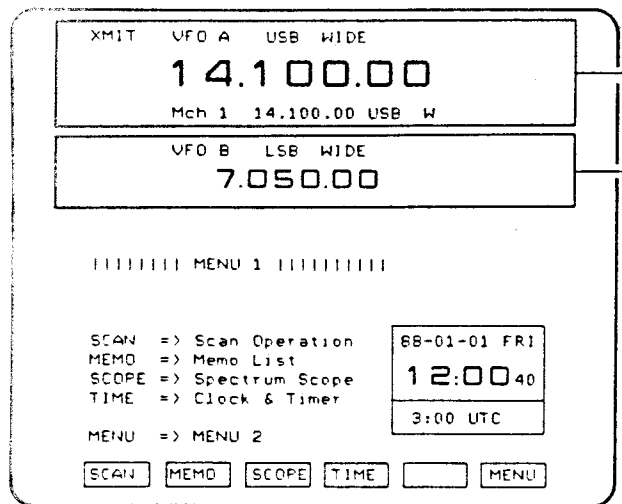 XMIT VFO A USB WIDE
14.100.00
Mch 1 14.100.00 USB W
VFO B LSB WIDE
7.050.00
|||||||| MENU 1 ||||||||||
SCAN => Scan Operation
MEMO => Memo List
SCOPE => Spectrum Scope
TIME => Clock & Timer
MENU => MENU 2
88-01-01 FRI
12:00 40
3:00 UTC
SCAN MEMO SCOPE TIME MENU